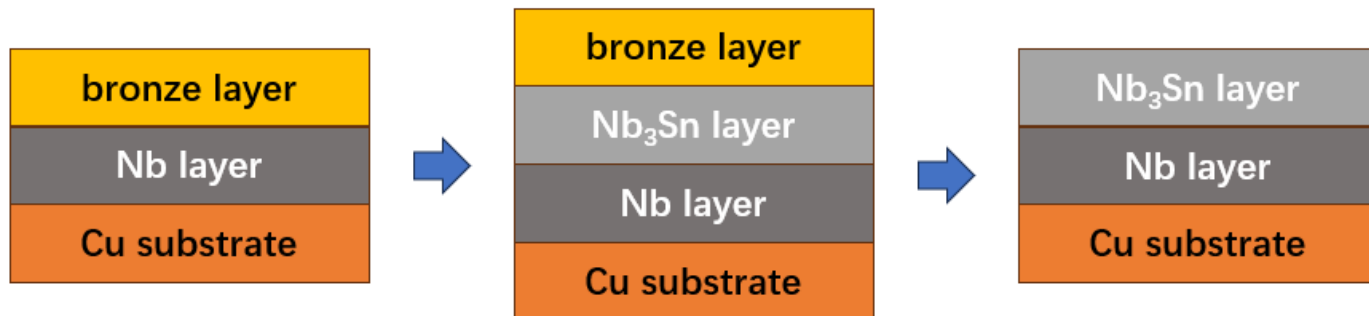 bronze layer
Nb layer
Cu substrate
bronze layer
Nb₃Sn layer
Nb layer
Cu substrate
Nb₃Sn layer
Nb layer
Cu substrate